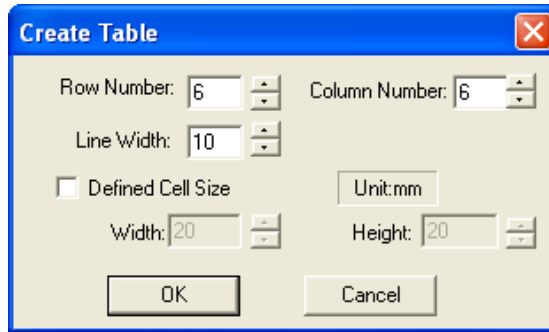 Create Table
Row Number: 6 Column Number: 6
Line Width: 10
Defined Cell Size Unit:mm
Width: 20 Height: 20
OK Cancel